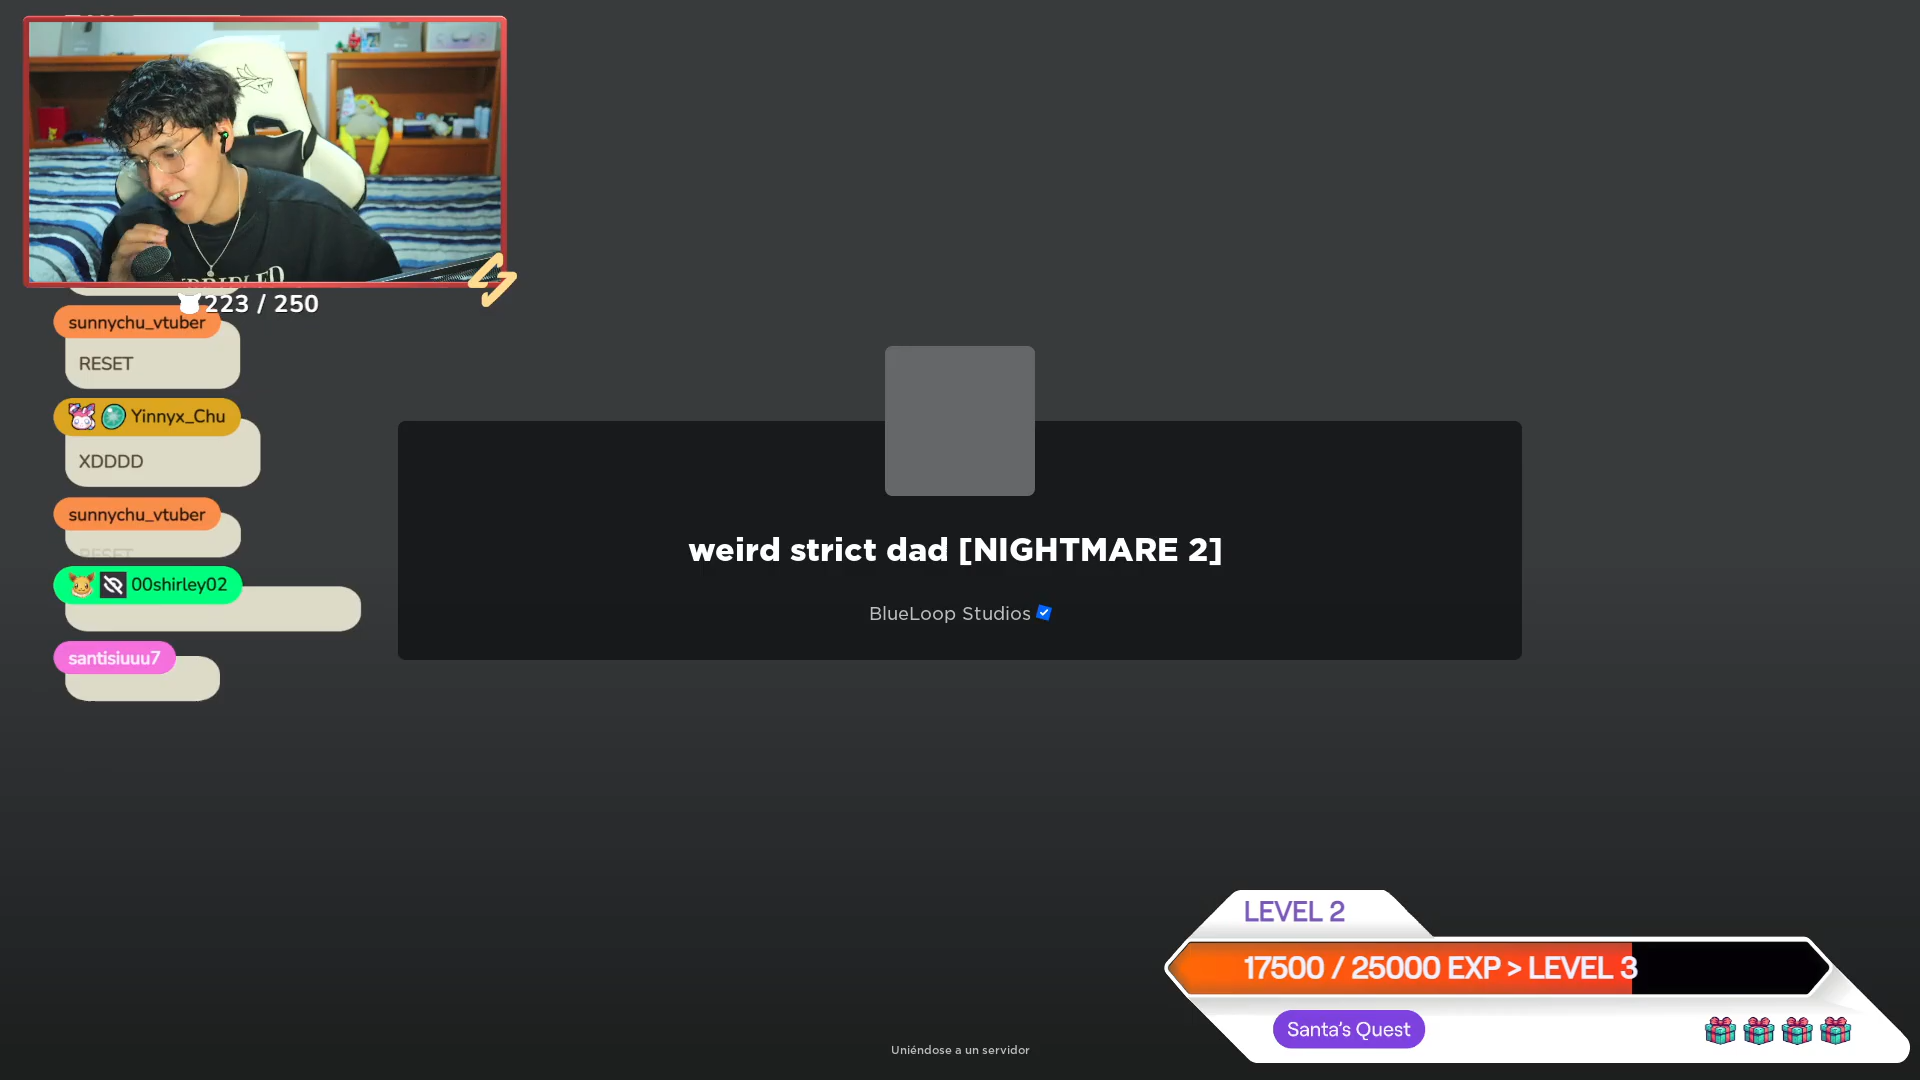 223 / 250
sunnychu_vtuber
RESET
Yinnyx_Chu
XDDDD
sunnychu_vtuber
RESET
00shirley02
santisiuuu7
weird strict dad [NIGHTMARE 2]
BlueLoop Studios
LEVEL 2
17500 / 25000 EXP > LEVEL 3
Santa's Quest
Uniéndose a un servidor